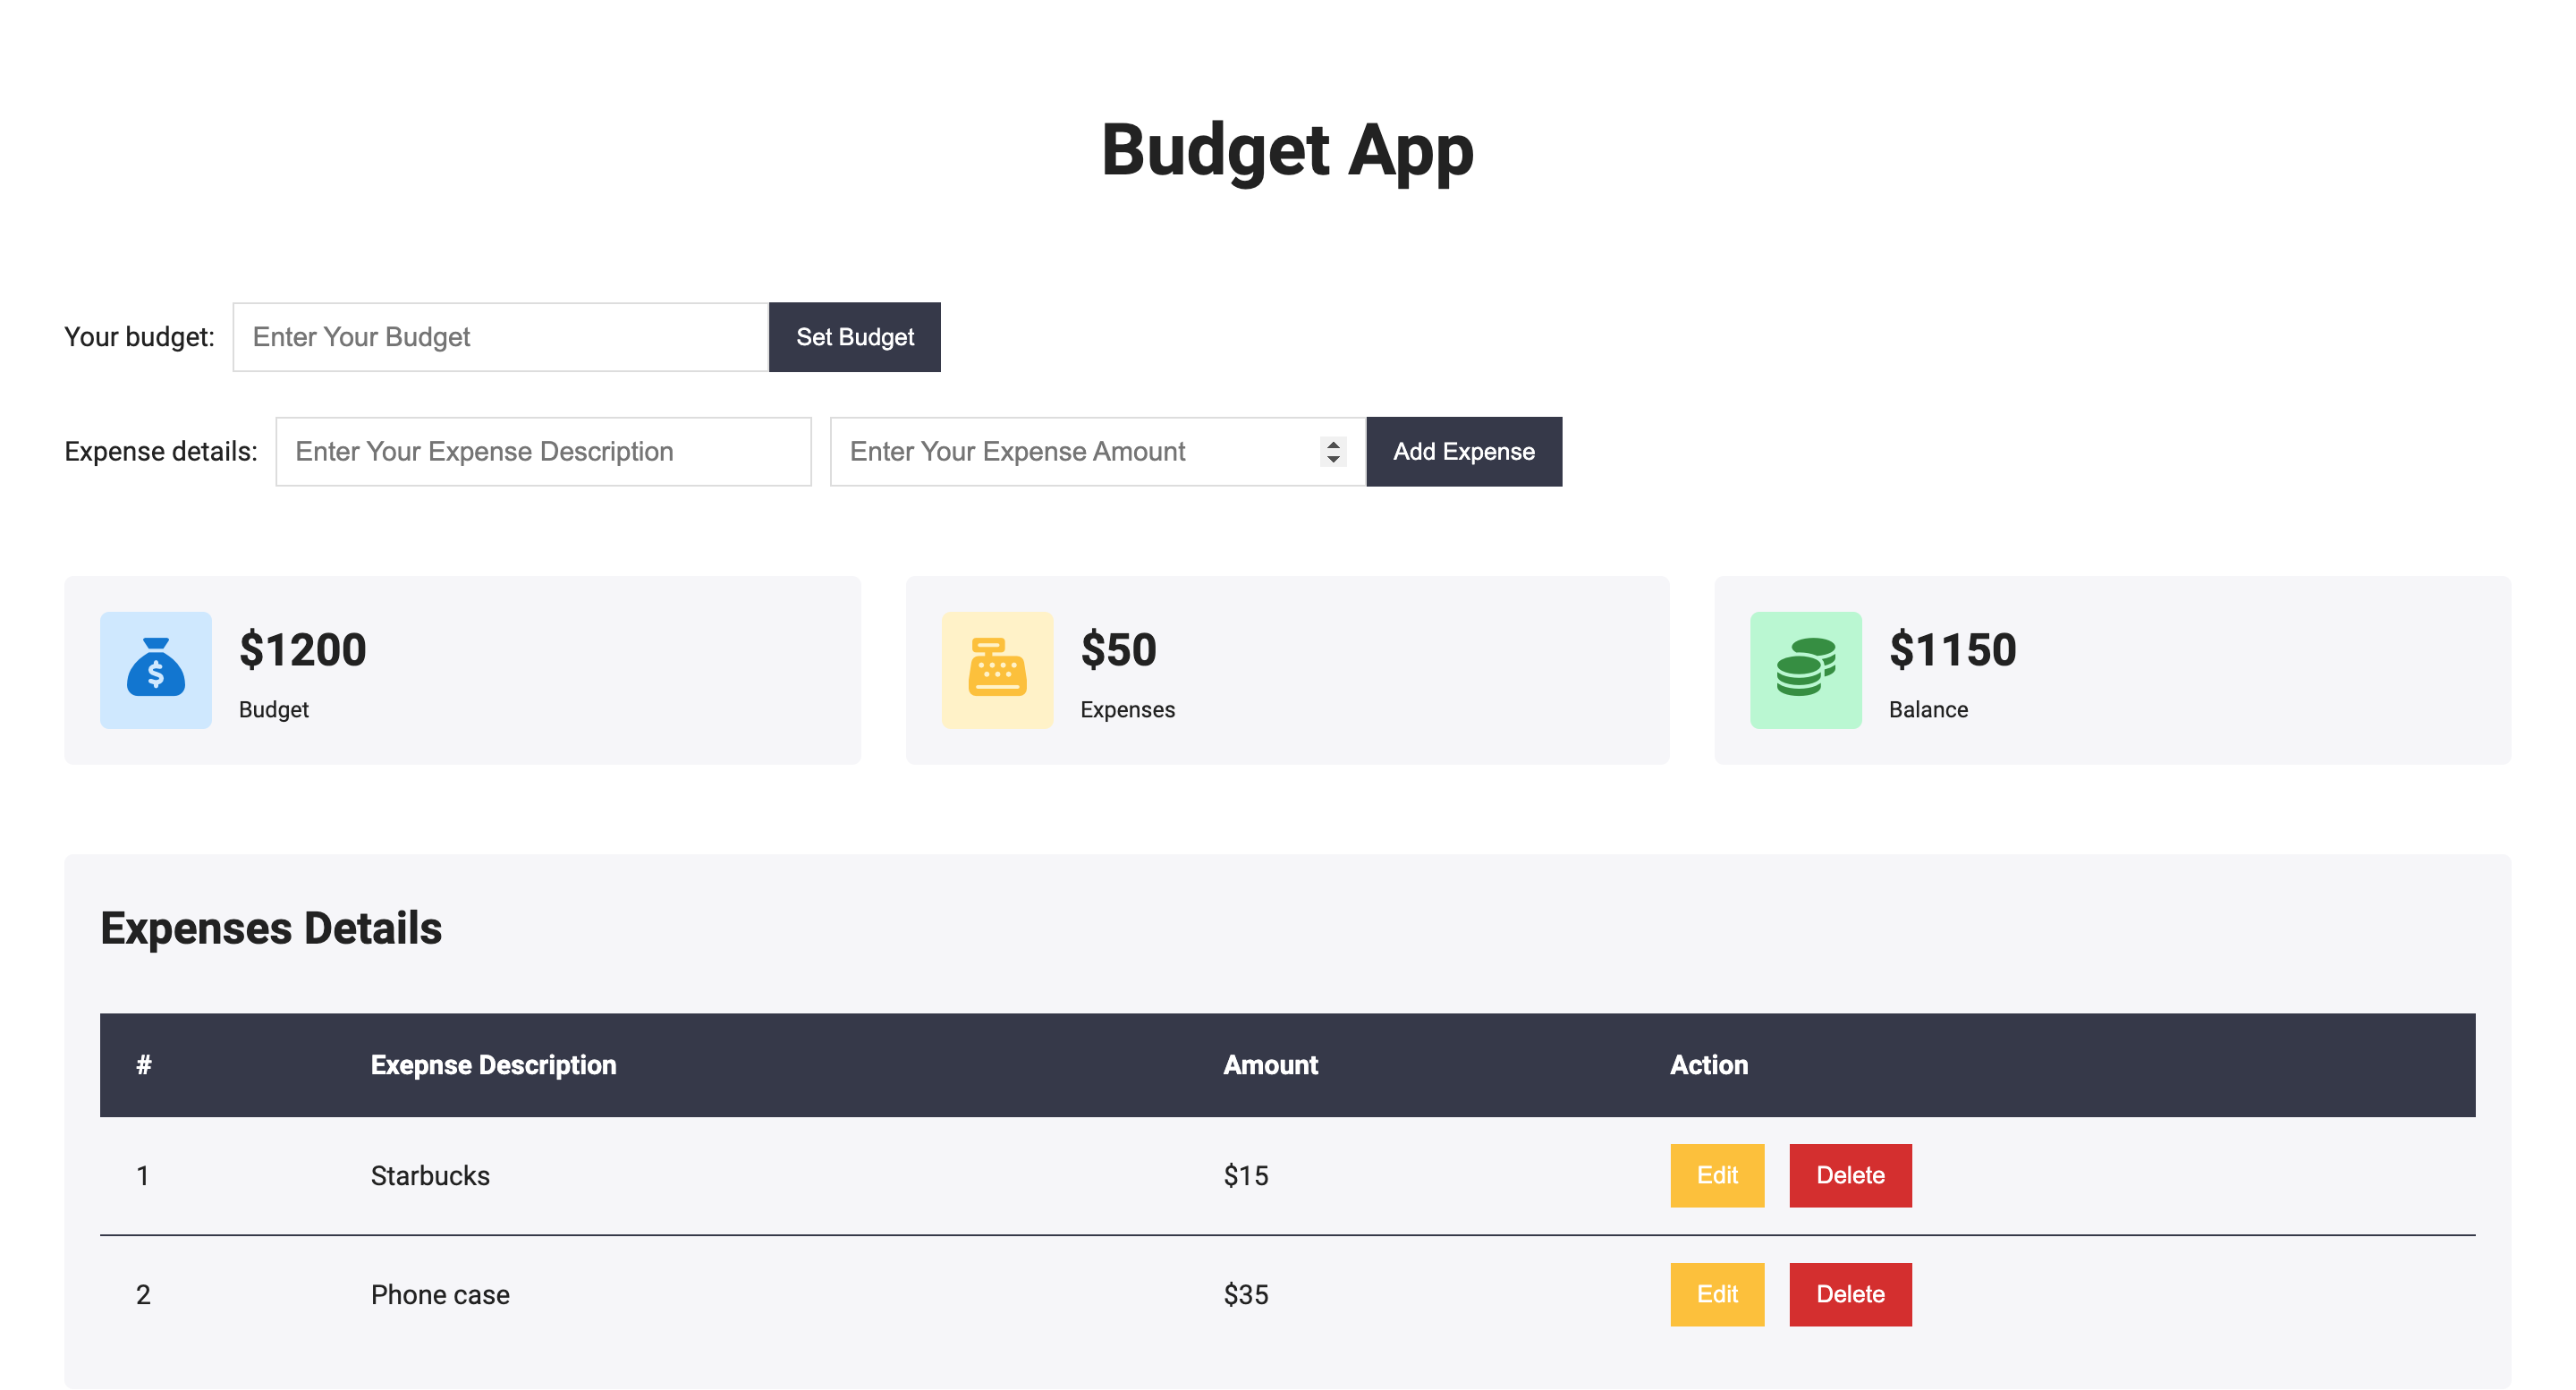 Budget App
Your budget: Enter Your Budget Set Budget
Expense details: Enter Your Expense Description Enter Your Expense Amount Add Expense
$ $1200 $50 $1150
Budget Expenses Balance
Expenses Details
# Exepnse Description Amount Action
1 Starbucks $15 Edit Delete
2 Phone case $35 Edit Delete